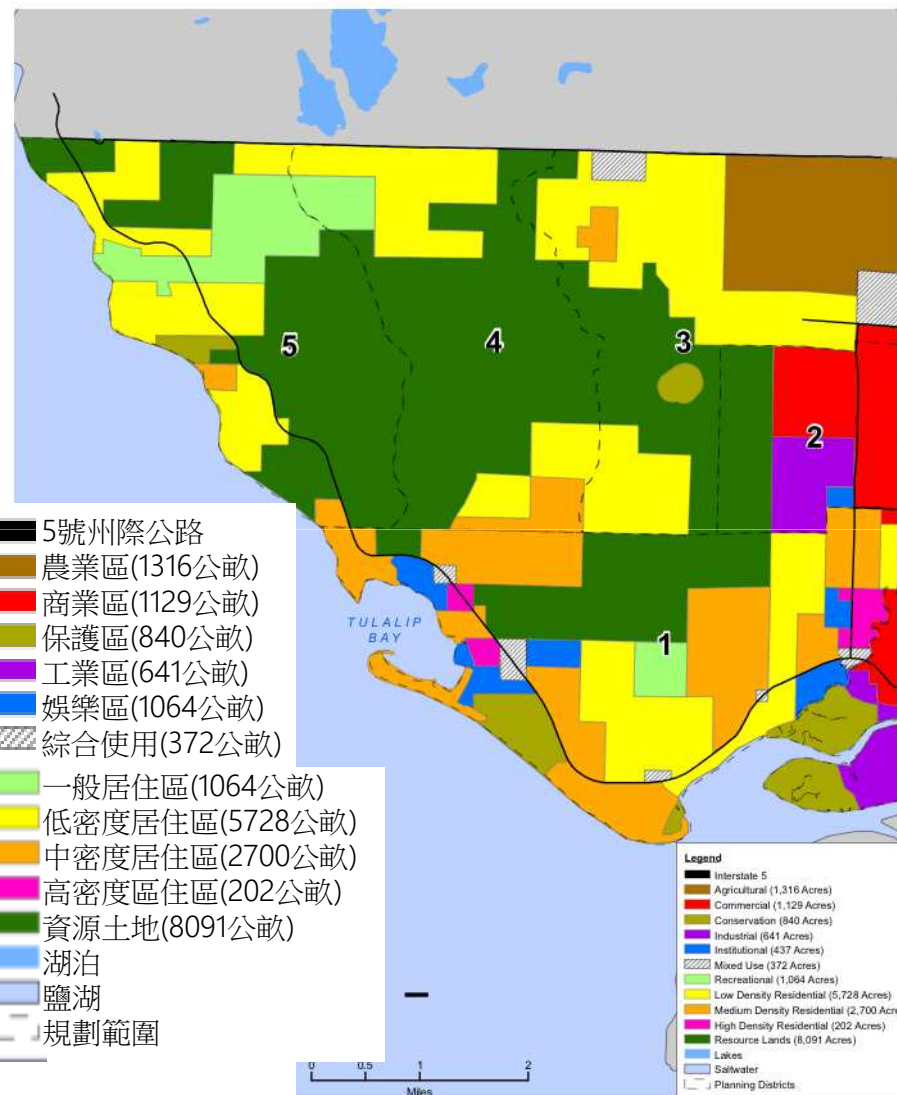 5
4
3
2
1
TULALIP
BAY
5號州際公路
農業區(1316公畝)
商業區(1129公畝)
保護區(840公畝)
工業區(641公畝)
娛樂區(1064公畝)
綜合使用(372公畝)
一般居住區(1064公畝)
低密度居住區(5728公畝)
中密度居住區(2700公畝)
高密度區住區(202公畝)
資源土地(8091公畝)
湖泊
鹽湖
規劃範圍
0 0.5 1 2
Miles
Legend
Interstate 5
Agricultural (1,316 Acres)
Commercial (1,129 Acres)
Conservation (840 Acres)
Industrial (641 Acres)
Institutional (437 Acres)
Mixed Use (372 Acres)
Recreational (1,064 Acres)
Low Density Residential (5,728 Acres)
Medium Density Residential (2,700 Acre
High Density Residential (202 Acres)
Resource Lands (8,091 Acres)
Lakes
Saltwater
Planning Districts